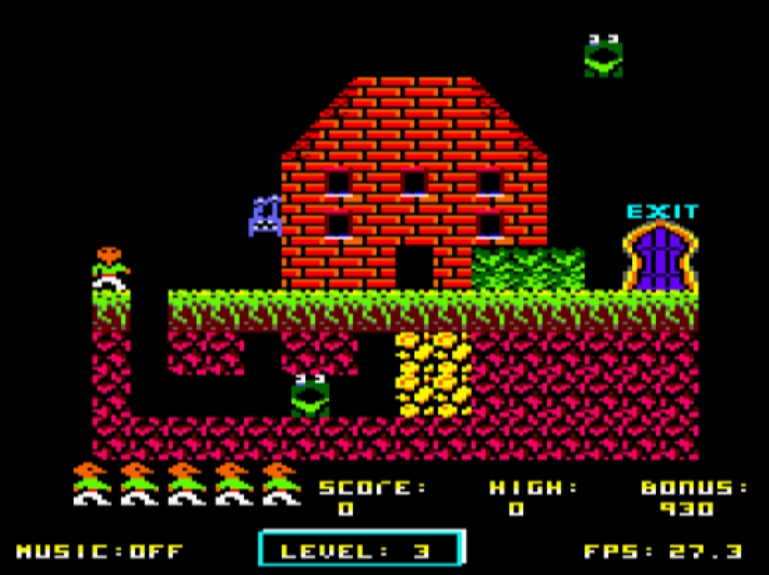 EXIT
SCORE: HIGH: BONUS:
0 0 930
MUSIC:OFF LEVEL: 3 FPS: 27.3